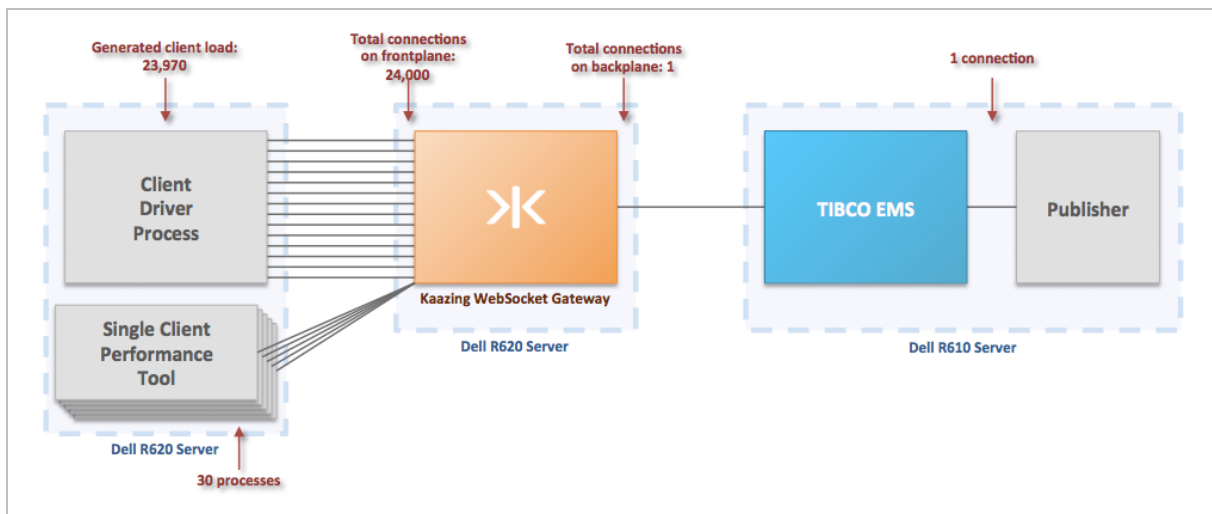 Generated client load:
23,970
Total connections
on frontplane:
24,000
Total connections
on backplane: 1
1 connection
Client
Driver
Process
TIBCO EMS
Publisher
Kaazing WebSocket Gateway
Single Client
Performance
Tool
Dell R620 Server
Dell R610 Server
Dell R620 Server
30 processes